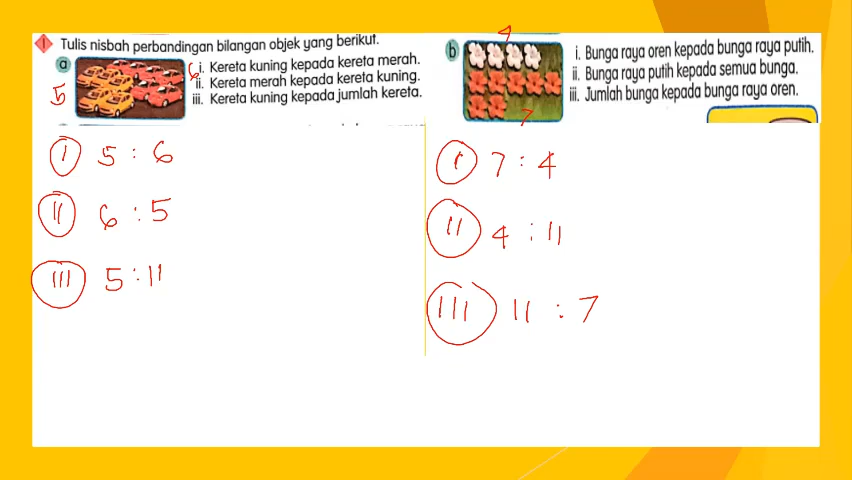 1 Tulis nisbah perbandingan bilangan objek yang berikut.
a
5
6
i. Kereta kuning kepada kereta merah.
ii. Kereta merah kepada kereta kuning.
iii. Kereta kuning kepada jumlah kereta.
I 5 : 6
II 6 : 5
III 5 : 11
4
b
7
i. Bunga raya oren kepada bunga raya putih.
ii. Bunga raya putih kepada semua bunga.
iii. Jumlah bunga kepada bunga raya oren.
I 7 : 4
II 4 : 11
III 11 : 7